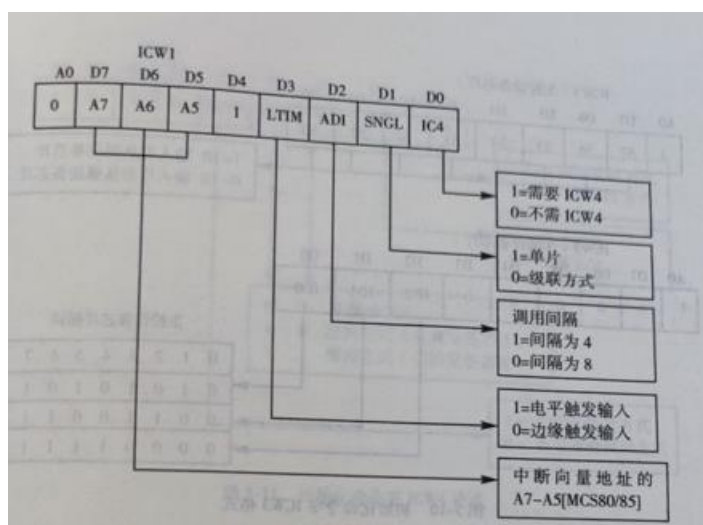 ICW1
A0 D7 D6 D5 D4 D3 D2 D1 D0
0 A7 A6 A5 1 LTIM ADI SNGL IC4
1=需要 ICW4
0=不需 ICW4
1=单片
0=级联方式
调用间隔
1=间隔为 4
0=间隔为 8
1=电平触发输入
0=边缘触发输入
中断向量地址的
A7~A5[MCS80/85]